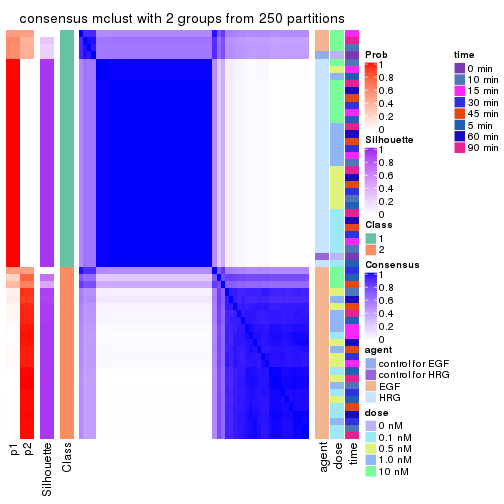 consensus mclust with 2 groups from 250 partitions
Prob
1
0.8
0.6
0.4
0.2
0
Silhouette
1
0.8
0.6
0.4
0.2
0
Class
1
2
Consensus
1
0.8
0.6
0.4
0.2
0
agent
control for EGF
control for HRG
EGF
HRG
dose
0 nM
0.1 nM
0.5 nM
1.0 nM
10 nM
time
0 min
10 min
15 min
30 min
45 min
5 min
60 min
90 min
p1
p2
Silhouette
Class
agent
dose
time